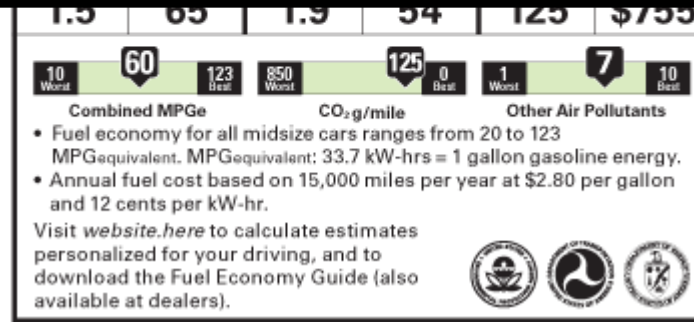 1.5 65 1.9 54 125 $755
60 125 7
10 Worst 123 Best 850 Worst 0 Best 1 Worst 10 Best
Combined MPGe CO₂g/mile Other Air Pollutants
• Fuel economy for all midsize cars ranges from 20 to 123
MPGequivalent. MPGequivalent: 33.7 kW-hrs = 1 gallon gasoline energy.
• Annual fuel cost based on 15,000 miles per year at $2.80 per gallon
and 12 cents per kW-hr.
Visit website.here to calculate estimates
personalized for your driving, and to
download the Fuel Economy Guide (also
available at dealers).